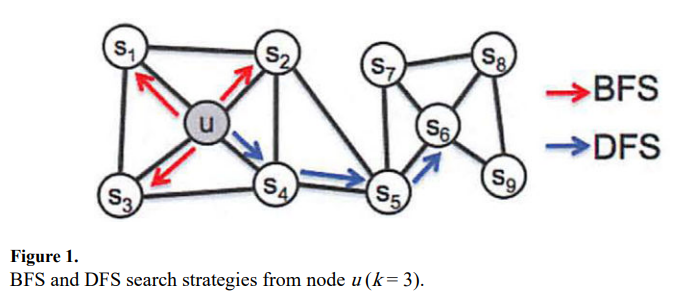 s1 s2 s7 s8
BFS
u s6
DFS
s3 s4 s5 s9
Figure 1.
BFS and DFS search strategies from node u (k = 3).